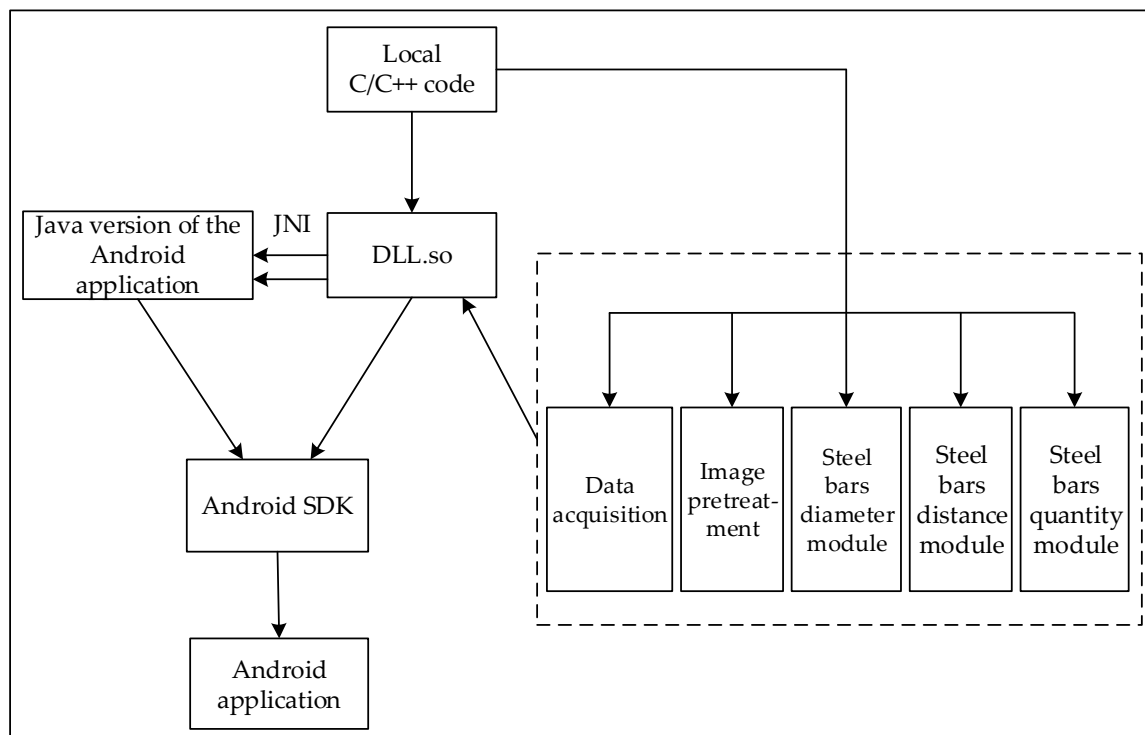 Local
C/C++ code
Java version of the
Android
application
JNI
DLL.so
Data
acquisition
Image
pretreat-
ment
Steel
bars
diameter
module
Steel
bars
distance
module
Steel
bars
quantity
module
Android SDK
Android
application